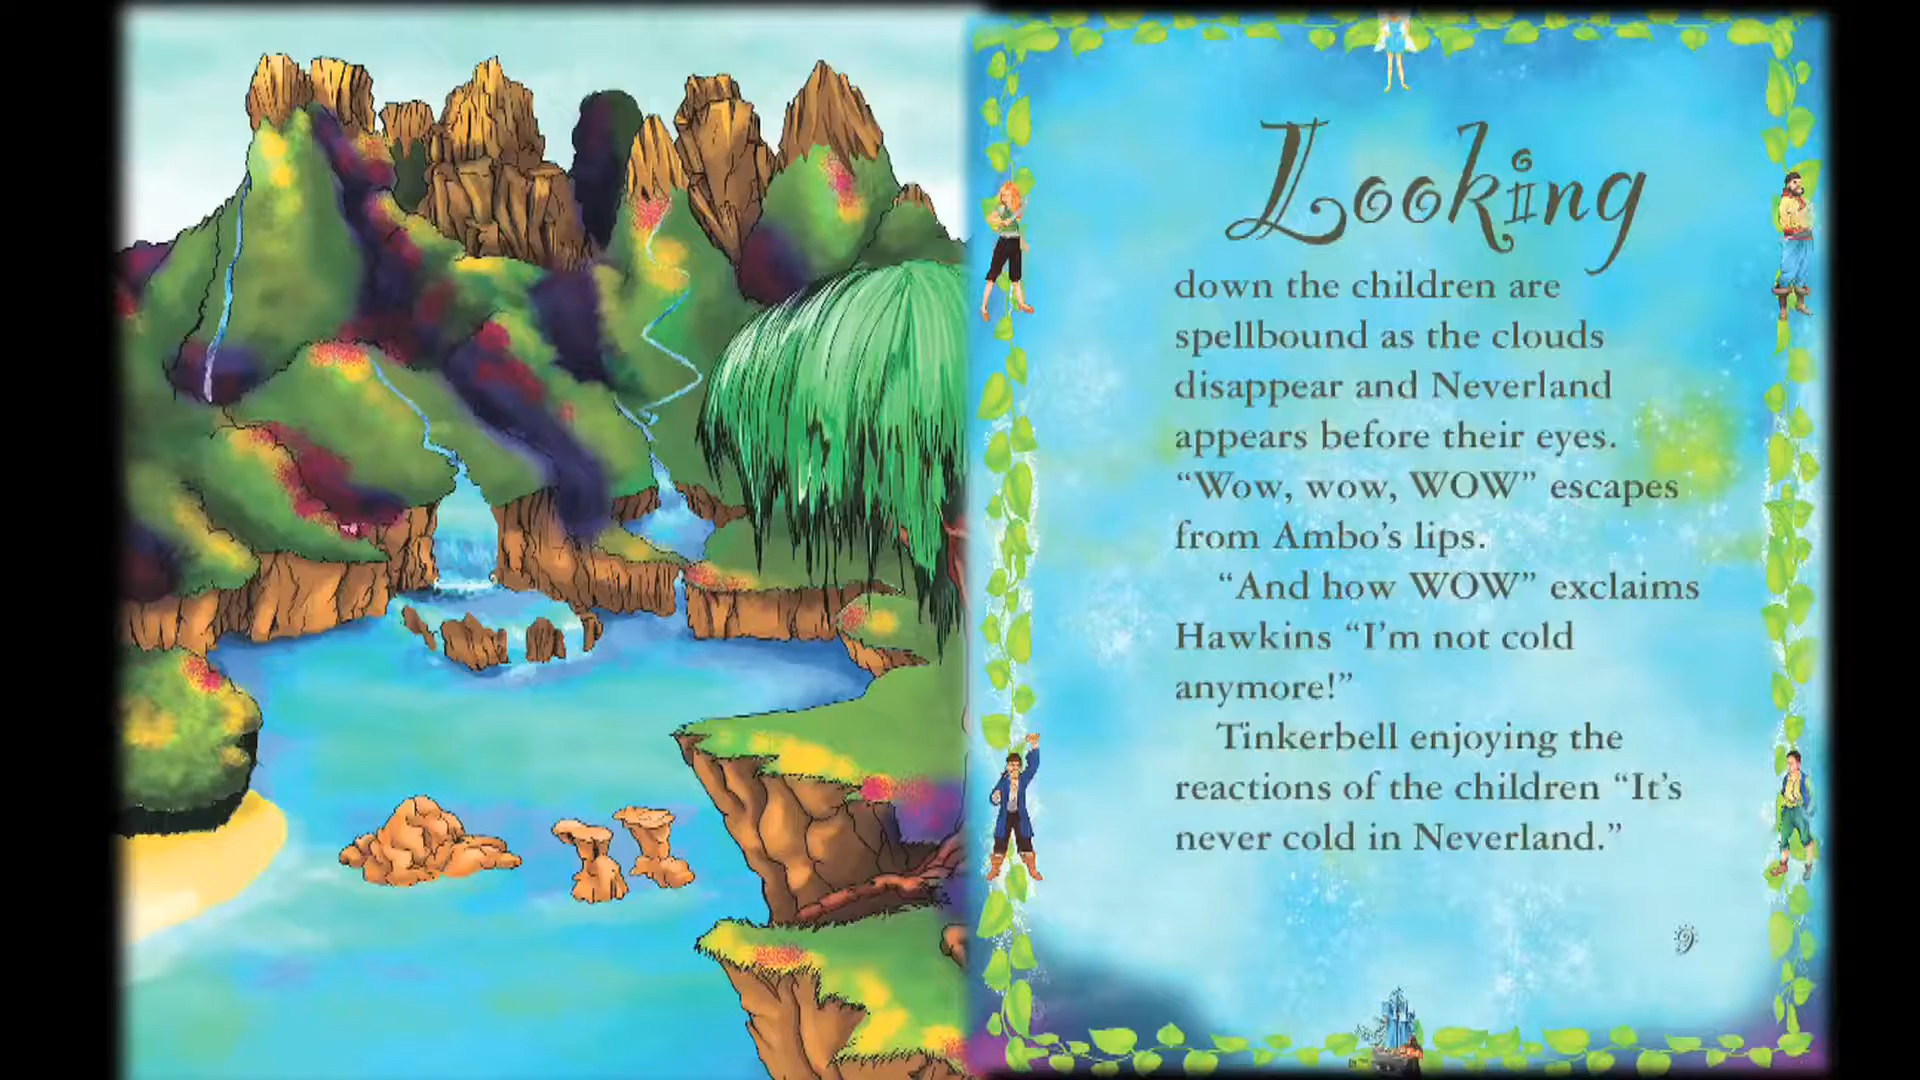 Looking
down the children are
spellbound as the clouds
disappear and Neverland
appears before their eyes.
“Wow, wow, WOW” escapes
from Ambo’s lips.
“And how WOW” exclaims
Hawkins “I’m not cold
anymore!”
Tinkerbell enjoying the
reactions of the children “It’s
never cold in Neverland.”
9